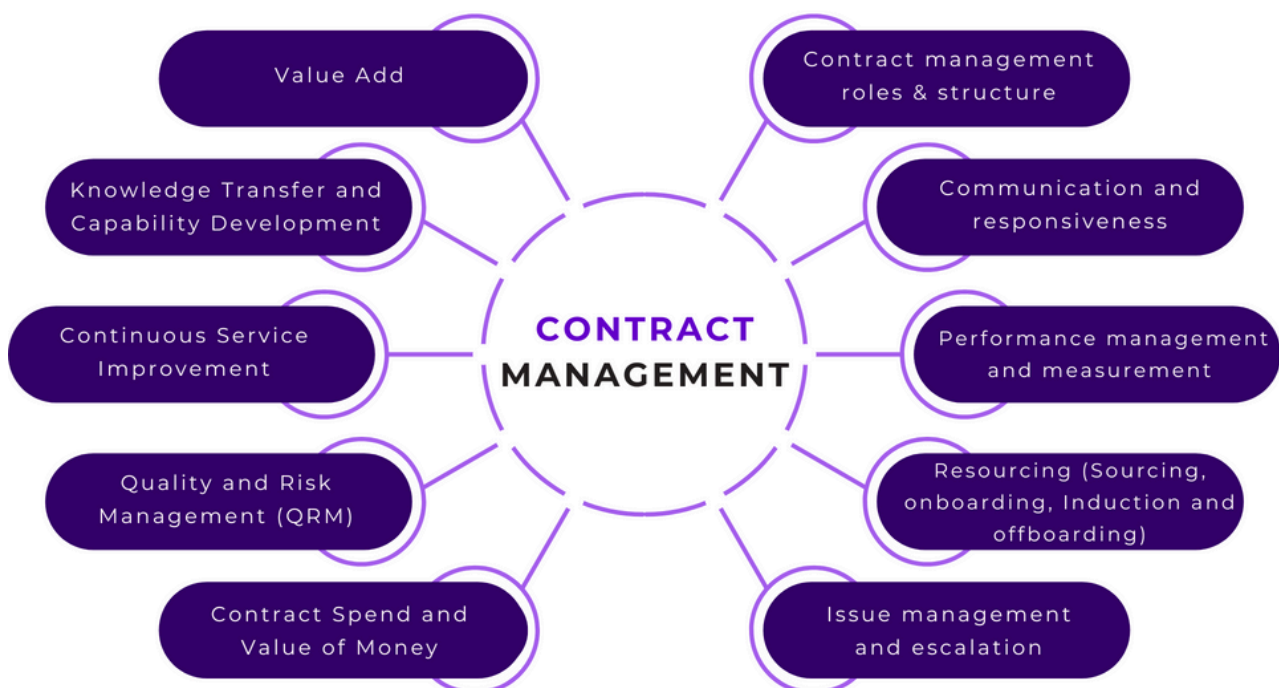 Value Add
Contract management
roles & structure
Knowledge Transfer and
Capability Development
Communication and
responsiveness
Continuous Service
Improvement
CONTRACT
MANAGEMENT
Performance management
and measurement
Quality and Risk
Management (QRM)
Resourcing (Sourcing,
onboarding, Induction and
offboarding)
Contract Spend and
Value of Money
Issue management
and escalation